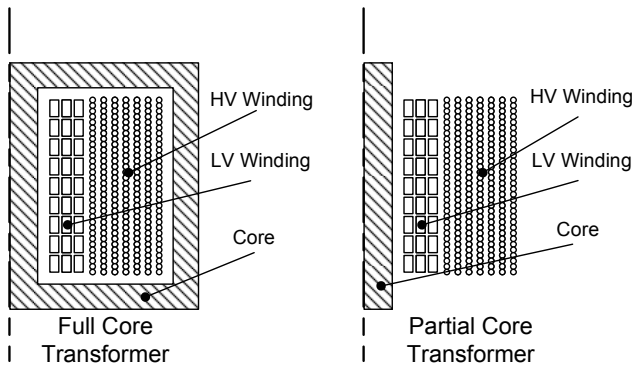 HV Winding
LV Winding
Core
Full Core
Transformer
HV Winding
LV Winding
Core
Partial Core
Transformer